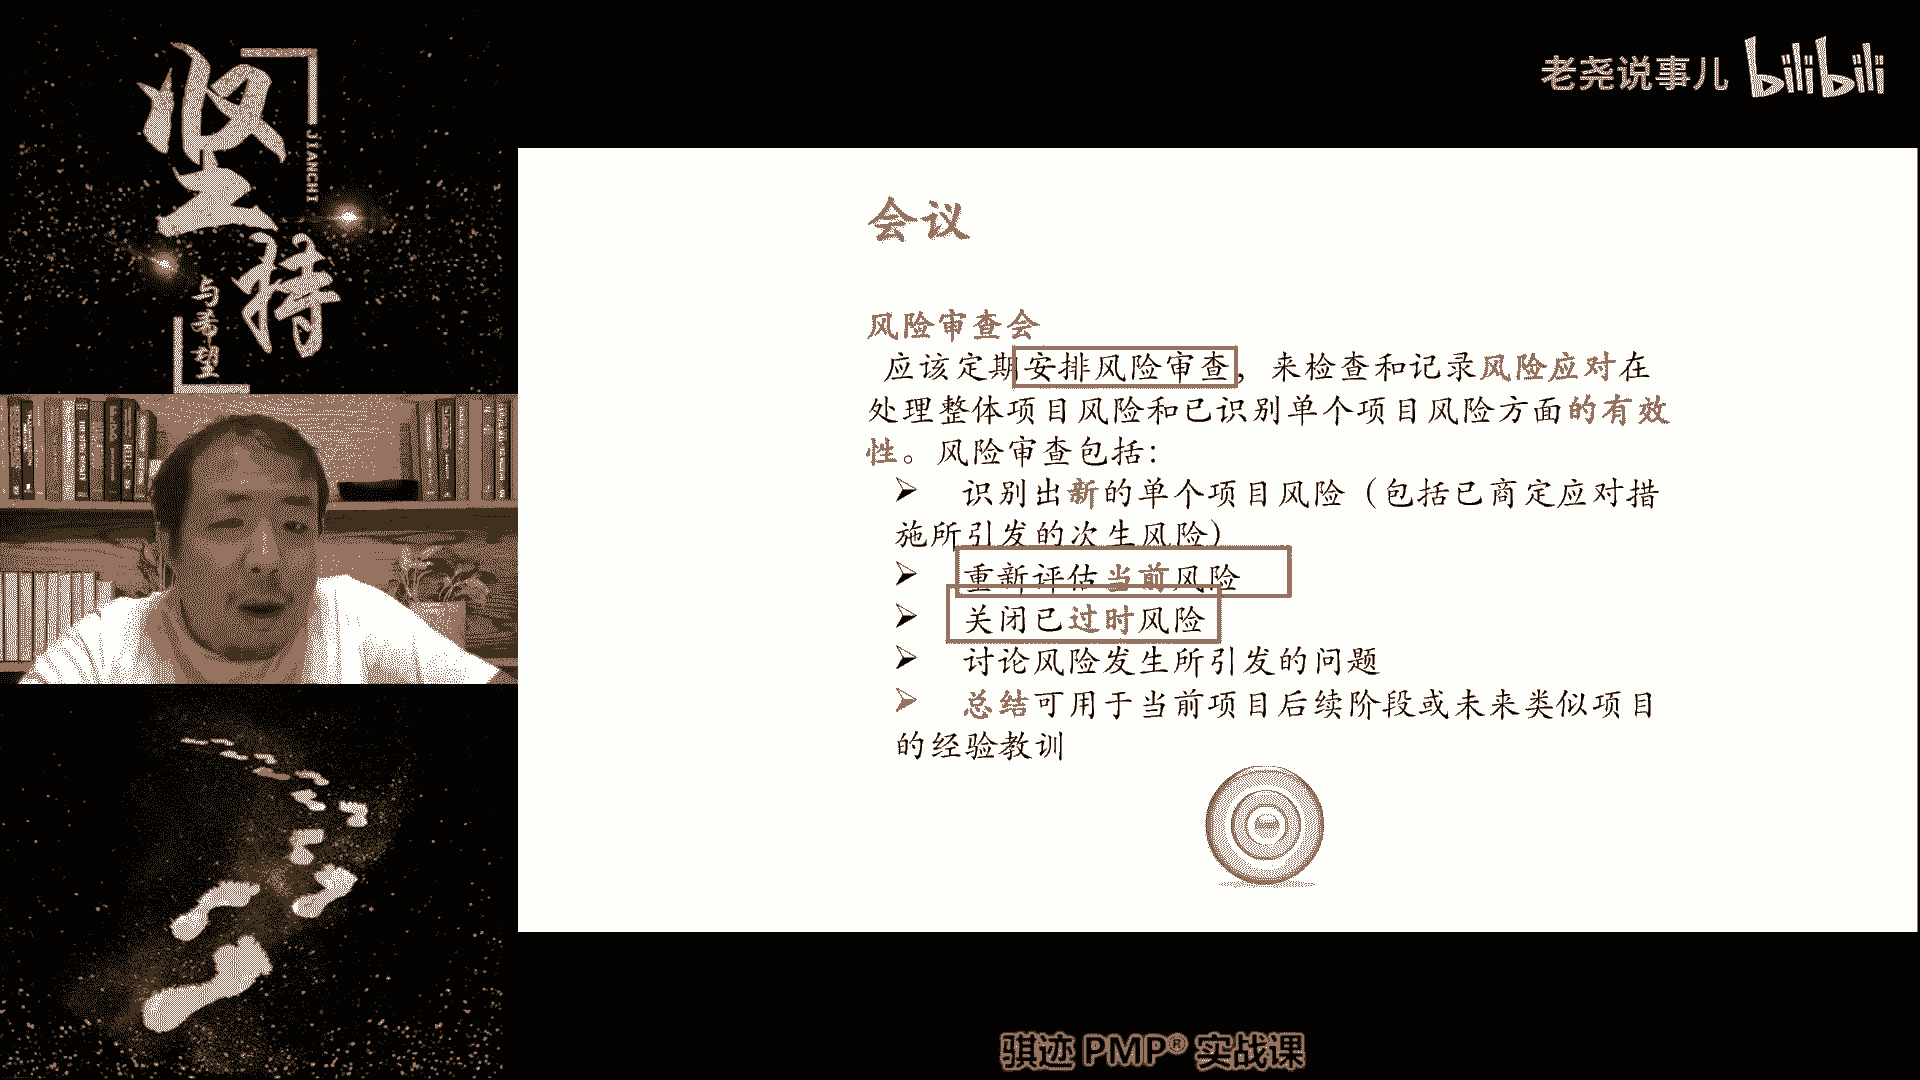 坚持
JIANCHI
与希望
老尧说事儿 bilibili
会议
风险审查会
应该定期安排风险审查，来检查和记录风险应对在
处理整体项目风险和已识别单个项目风险方面的有效
性。风险审查包括：
➢ 识别出新的单个项目风险（包括已商定应对措
施所引发的次生风险）
➢ 重新评估当前风险
➢ 关闭已过时风险
➢ 讨论风险发生所引发的问题
➢ 总结可用于当前项目后续阶段或未来类似项目
的经验教训
骐迹 PMP® 实战课